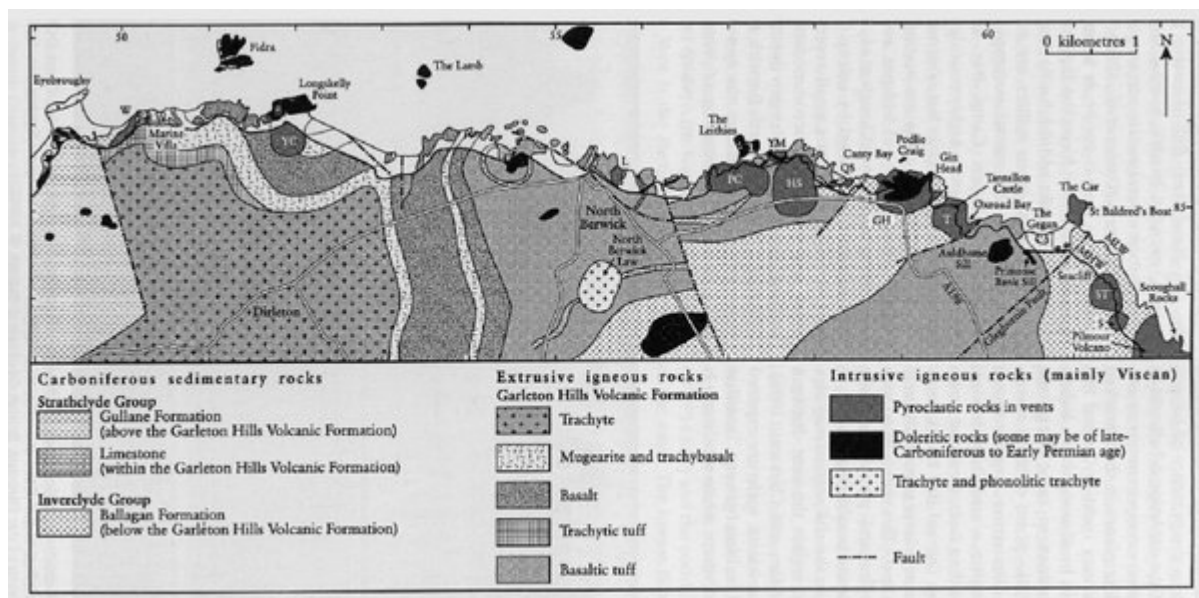 50
55
60
0 kilometres 1
N
Fidra
The Lamb
Eyebroughy
Longskelly
Point
W
Marine
Villa
YC
The
Leithies
YM
Podlie
Craig
Canty Bay
Gin
Head
QS
L
PC
HS
GH
Tantallon
Castle
T
Oxroad Bay
The Car
St Baldred's Boat
85
The
Gegan
Auldhame
Sill
Primrose
Bank Sill
Seacliff
MLW
North
Berwick
North
Berwick
Law
A198
Dirleton
Scoughall
Rocks
S
Pilmour
Volcano
Carboniferous sedimentary rocks
Strathclyde Group
Gullane Formation
(above the Garleton Hills Volcanic Formation)
Limestone
(within the Garleton Hills Volcanic Formation)
Inverclyde Group
Ballagan Formation
(below the Garleton Hills Volcanic Formation)
Extrusive igneous rocks
Garleton Hills Volcanic Formation
Trachyte
Mugearite and trachybasalt
Basalt
Trachytic tuff
Basaltic tuff
Intrusive igneous rocks (mainly Visean)
Pyroclastic rocks in vents
Doleritic rocks (some may be of late-
Carboniferous to Early Permian age)
Trachyte and phonolitic trachyte
Fault